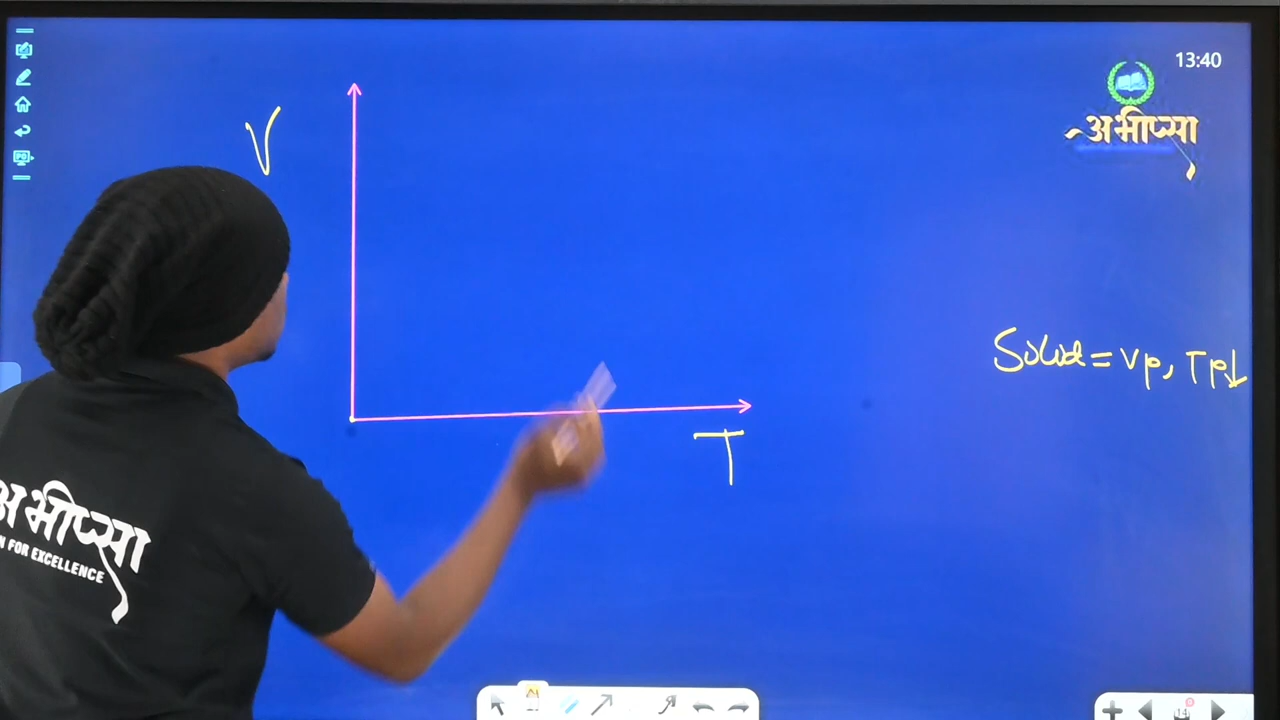 13:40
अभीप्सा
V
Solid = Vp, Tp↓
T
अभीप्सा
N FOR EXCELLENCE